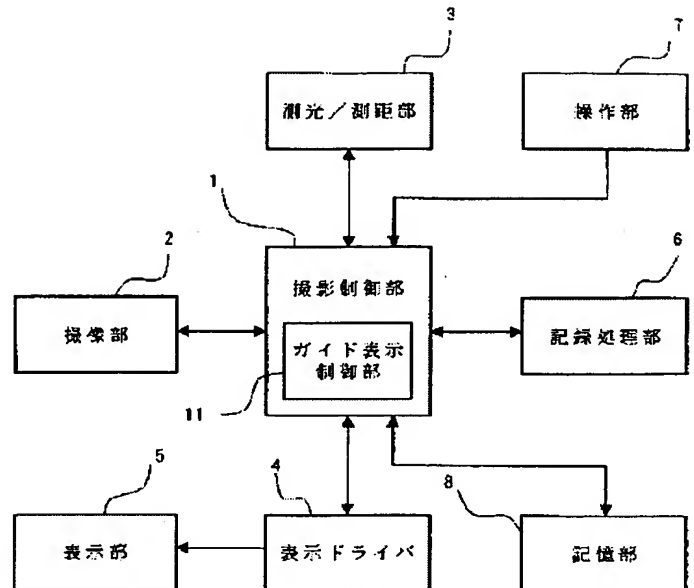 3
7
測光／測距部
操作部
1
2
6
撮影制御部
撮像部
記録処理部
ガイド表示
制御部
11
5
4
8
表示部
表示ドライバ
記憶部